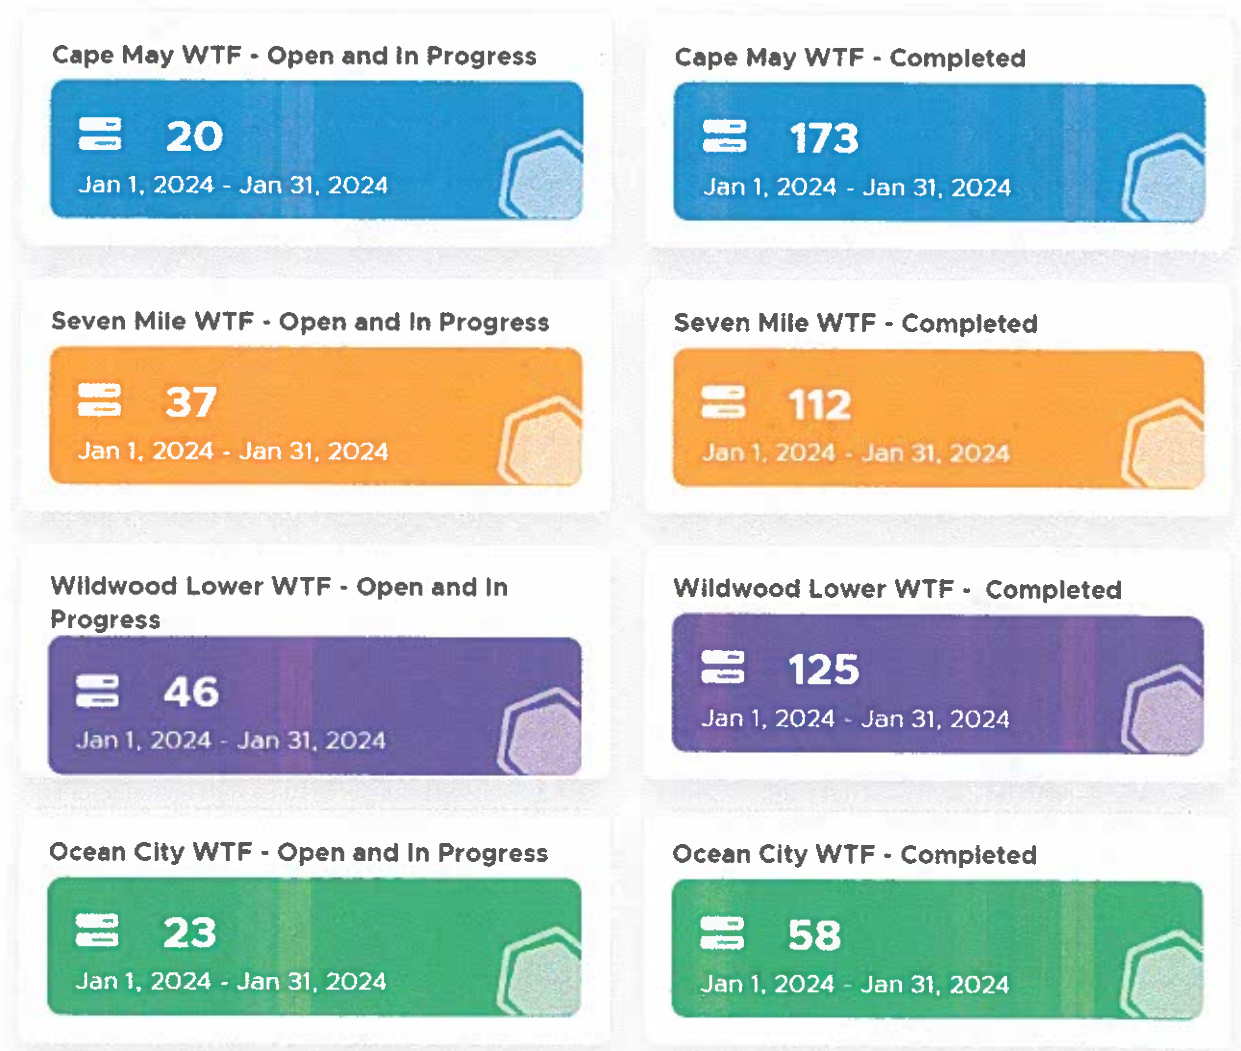 Cape May WTF - Open and In Progress
20
Jan 1, 2024 - Jan 31, 2024
Cape May WTF - Completed
173
Jan 1, 2024 - Jan 31, 2024
Seven Mile WTF - Open and In Progress
37
Jan 1, 2024 - Jan 31, 2024
Seven Mile WTF - Completed
112
Jan 1, 2024 - Jan 31, 2024
Wildwood Lower WTF - Open and In
Progress
46
Jan 1, 2024 - Jan 31, 2024
Wildwood Lower WTF - Completed
125
Jan 1, 2024 - Jan 31, 2024
Ocean City WTF - Open and In Progress
23
Jan 1, 2024 - Jan 31, 2024
Ocean City WTF - Completed
58
Jan 1, 2024 - Jan 31, 2024